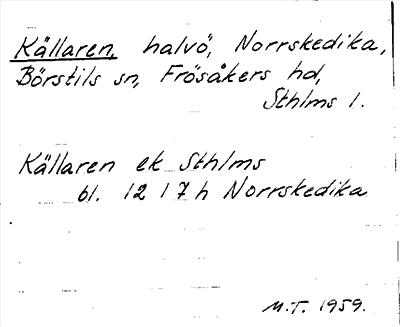 Källaren, halvö, Norrskedika,
Börstils sn, Frösåkers hd,
Sthlms l.
Källaren ek Sthlms
bl. 12 I 7 h Norrskedika
M.T. 1959.